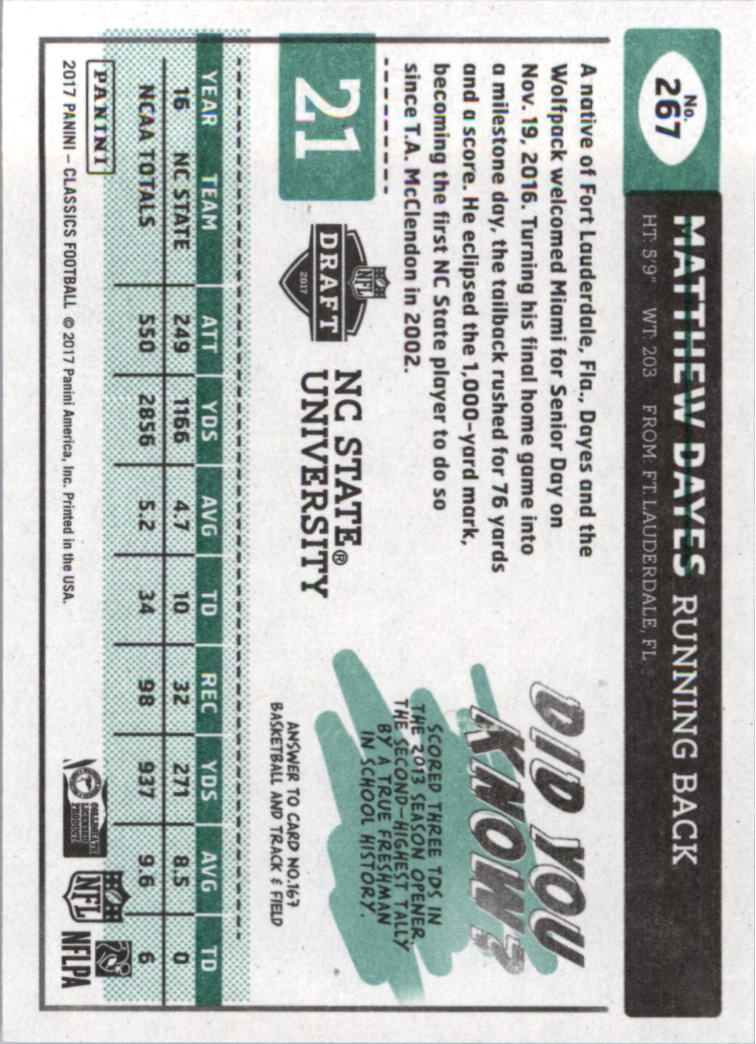 No.
267
MATTHEW DAYES RUNNING BACK
HT: 5'9" WT: 203 FROM: FT. LAUDERDALE, FL
A native of Fort Lauderdale, Fla., Dayes and the
Wolfpack welcomed Miami for Senior Day on
Nov. 19, 2016. Turning his final home game into
a milestone day, the tailback rushed for 76 yards
and a score. He eclipsed the 1,000-yard mark,
becoming the first NC State player to do so
since T.A. McClendon in 2002.
DID YOU
KNOW?
SCORED THREE TDS IN
THE 2013 SEASON OPENER,
THE SECOND-HIGHEST TALLY
BY A TRUE FRESHMAN
IN SCHOOL HISTORY.
ANSWER TO CARD NO.167
BASKETBALL AND TRACK & FIELD
21
NFL
DRAFT
2017
NC STATE®
UNIVERSITY
YEAR TEAM ATT YDS AVG TD REC YDS AVG TD
16 NC STATE 249 1166 4.7 10 32 271 8.5 0
NCAA TOTALS 550 2856 5.2 34 98 937 9.6 6
PANINI
COLLEGIATE
LICENSED
PRODUCT
NFL
NFLPA
2017 PANINI – CLASSICS FOOTBALL © 2017 Panini America, Inc. Printed in the USA.